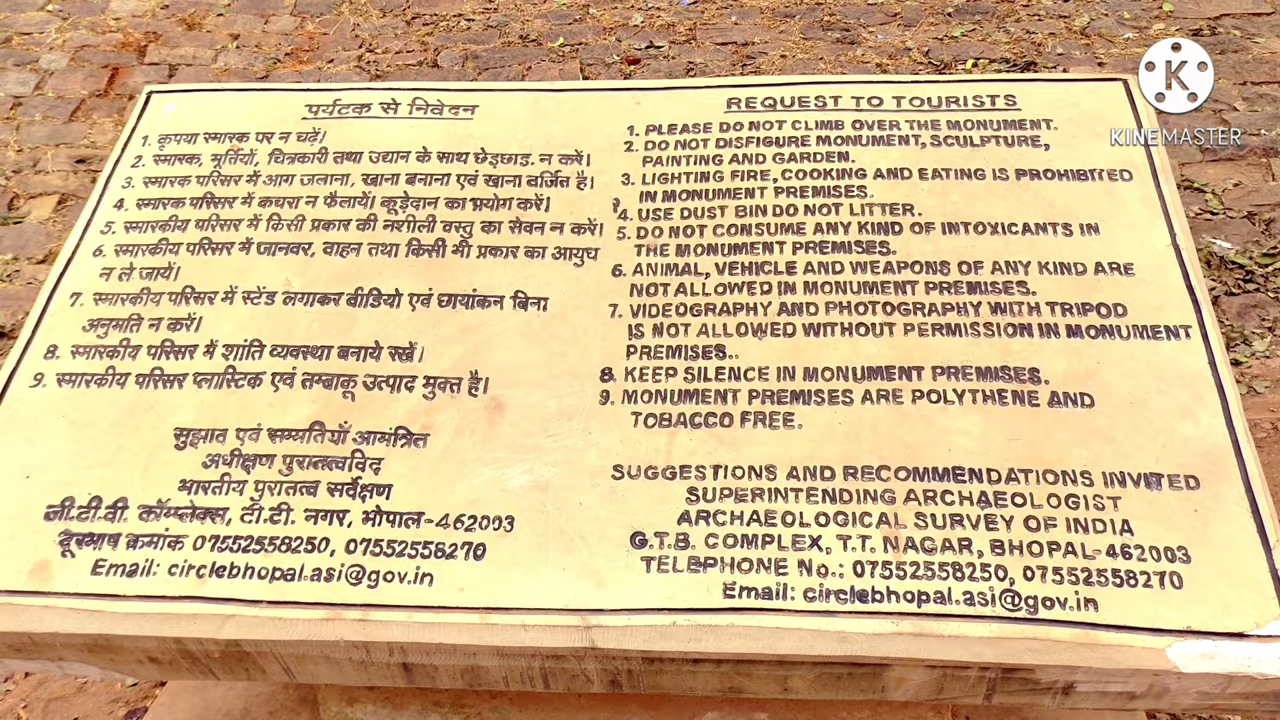 पर्यटक से निवेदन
1. कृपया स्मारक पर न चढ़ें।
2. स्मारक, मूर्तियों, चित्रकारी तथा उद्यान के साथ छेड़छाड़ न करें।
3. स्मारक परिसर में आग जलाना, खाना बनाना एवं खाना वर्जित है।
4. स्मारक परिसर में कचरा न फैलायें। कूड़ेदान का प्रयोग करें।
5. स्मारकीय परिसर में किसी प्रकार की नशीली वस्तु का सेवन न करें।
6. स्मारकीय परिसर में जानवर, वाहन तथा किसी भी प्रकार का आयुध
न ले जायें।
7. स्मारकीय परिसर में स्टेंड लगाकर वीडियो एवं छायांकन बिना
अनुमति न करें।
8. स्मारकीय परिसर में शांति व्यवस्था बनाये रखें।
9. स्मारकीय परिसर प्लास्टिक एवं तम्बाकू उत्पाद मुक्त है।
सुझाव एवं सम्मतियाँ आमंत्रित
अधीक्षण पुरातत्वविद
भारतीय पुरातत्व सर्वेक्षण
जी.टी.वी. कॉम्प्लेक्स, टी.टी. नगर, भोपाल-462003
दूरभाष क्रमांक 07552558250, 07552558270
Email: circlebhopal.asi@gov.in
REQUEST TO TOURISTS
1. PLEASE DO NOT CLIMB OVER THE MONUMENT.
2. DO NOT DISFIGURE MONUMENT, SCULPTURE,
PAINTING AND GARDEN.
3. LIGHTING FIRE, COOKING AND EATING IS PROHIBITED
IN MONUMENT PREMISES.
4. USE DUST BIN DO NOT LITTER.
5. DO NOT CONSUME ANY KIND OF INTOXICANTS IN
THE MONUMENT PREMISES.
6. ANIMAL, VEHICLE AND WEAPONS OF ANY KIND ARE
NOT ALLOWED IN MONUMENT PREMISES.
7. VIDEOGRAPHY AND PHOTOGRAPHY WITH TRIPOD
IS NOT ALLOWED WITHOUT PERMISSION IN MONUMENT
PREMISES..
8. KEEP SILENCE IN MONUMENT PREMISES.
9. MONUMENT PREMISES ARE POLYTHENE AND
TOBACCO FREE.
SUGGESTIONS AND RECOMMENDATIONS INVITED
SUPERINTENDING ARCHAEOLOGIST
ARCHAEOLOGICAL SURVEY OF INDIA
G.T.B. COMPLEX, T.T. NAGAR, BHOPAL-462003
TELEPHONE No.: 07552558250, 07552558270
Email: circlebhopal.asi@gov.in
K
KINEMASTER